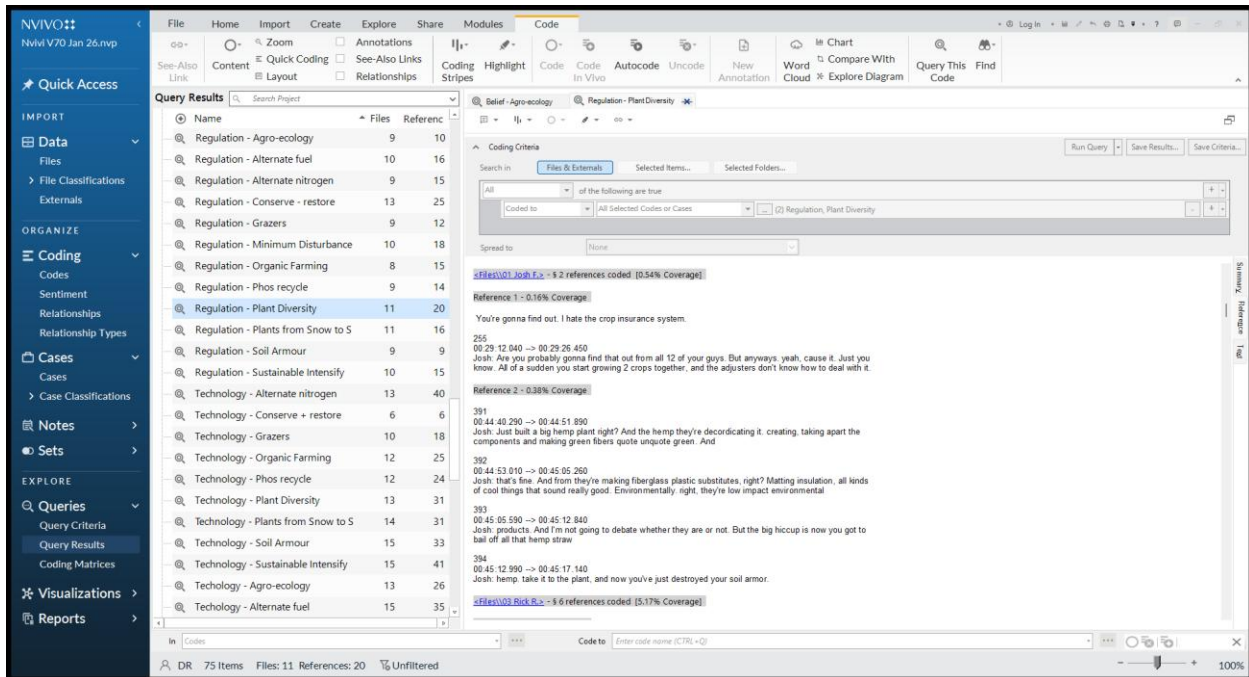 NVIVO
File Home Import Create Explore Share Modules Code
Log In
Nvivi V70 Jan 26.nvp
Quick Access
IMPORT
Data
Files
File Classifications
Externals
ORGANIZE
Coding
Codes
Sentiment
Relationships
Relationship Types
Cases
Cases
Case Classifications
Notes
Sets
EXPLORE
Queries
Query Criteria
Query Results
Coding Matrices
Visualizations
Reports
See-Also Link
Content
Zoom
Quick Coding
Layout
Annotations
See-Also Links
Relationships
Coding Stripes
Highlight
Code
Code In Vivo
Autocode
Uncode
New Annotation
Word Cloud
Chart
Compare With
Explore Diagram
Query This Code
Find
Query Results Search Project
Name Files Referenc
Regulation - Agro-ecology 9 10
Regulation - Alternate fuel 10 16
Regulation - Alternate nitrogen 9 15
Regulation - Conserve - restore 13 25
Regulation - Grazers 9 12
Regulation - Minimum Disturbance 10 18
Regulation - Organic Farming 8 15
Regulation - Phos recycle 9 14
Regulation - Plant Diversity 11 20
Regulation - Plants from Snow to S 11 16
Regulation - Soil Armour 9 9
Regulation - Sustainable Intensify 10 15
Technology - Alternate nitrogen 13 40
Technology - Conserve + restore 6 6
Technology - Grazers 10 18
Technology - Organic Farming 12 25
Technology - Phos recycle 12 24
Technology - Plant Diversity 13 31
Technology - Plants from Snow to S 14 31
Technology - Soil Armour 15 33
Technology - Sustainable Intensify 15 41
Techology - Agro-ecology 13 26
Techology - Alternate fuel 15 35
Belief - Agro-ecology Regulation - Plant Diversity
Coding Criteria
Run Query Save Results... Save Criteria...
Search in Files & Externals Selected Items... Selected Folders...
All of the following are true
Coded to All Selected Codes or Cases ... (2) Regulation, Plant Diversity
Spread to None
<Files\\01 Josh F.> - § 2 references coded [0.54% Coverage]
Reference 1 - 0.16% Coverage
You're gonna find out. I hate the crop insurance system.
255
00:29:12.040 --> 00:29:26.450
Josh: Are you probably gonna find that out from all 12 of your guys. But anyways. yeah, cause it. Just you
know. All of a sudden you start growing 2 crops together, and the adjusters don't know how to deal with it.
Reference 2 - 0.38% Coverage
391
00:44:40.290 --> 00:44:51.890
Josh: Just built a big hemp plant right? And the hemp they're decordicating it. creating, taking apart the
components and making green fibers quote unquote green. And
392
00:44:53.010 --> 00:45:05.260
Josh: that's fine. And from they're making fiberglass plastic substitutes, right? Matting insulation, all kinds
of cool things that sound really good. Environmentally. right, they're low impact environmental
393
00:45:05.590 --> 00:45:12.840
Josh: products. And I'm not going to debate whether they are or not. But the big hiccup is now you got to
bail off all that hemp straw
394
00:45:12.990 --> 00:45:17.140
Josh: hemp. take it to the plant, and now you've just destroyed your soil armor.
<Files\\03 Rick R.> - § 6 references coded [5.17% Coverage]
Summary
Reference
Text
In Codes
Code to Enter code name (CTRL+Q)
DR 75 Items Files: 11 References: 20 Unfiltered
100%